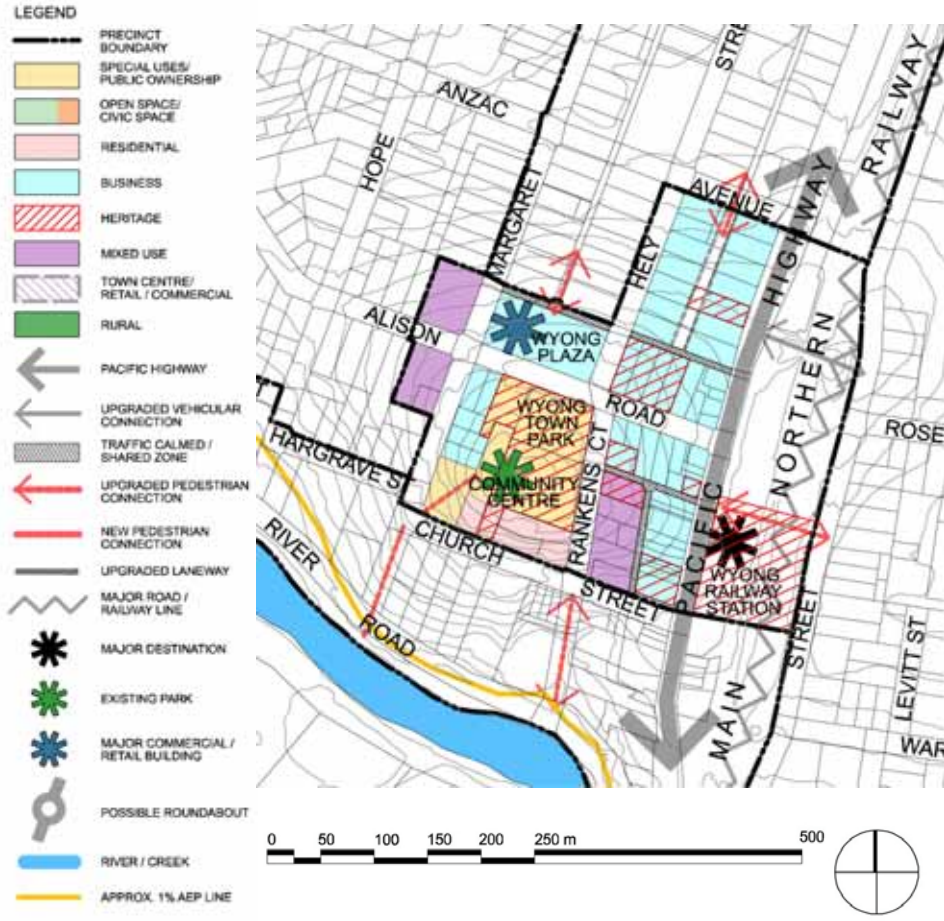 LEGEND
PRECINCT
BOUNDARY
SPECIAL USES/
PUBLIC OWNERSHIP
OPEN SPACE/
CIVIC SPACE
RESIDENTIAL
BUSINESS
HERITAGE
MIXED USE
TOWN CENTRE/
RETAIL / COMMERCIAL
RURAL
PACIFIC HIGHWAY
UPGRADED VEHICULAR
CONNECTION
TRAFFIC CALMED /
SHARED ZONE
UPGRADED PEDESTRIAN
CONNECTION
NEW PEDESTRIAN
CONNECTION
UPGRADED LANEWAY
MAJOR ROAD /
RAILWAY LINE
MAJOR DESTINATION
EXISTING PARK
MAJOR COMMERCIAL /
RETAIL BUILDING
POSSIBLE ROUNDABOUT
RIVER / CREEK
APPROX. 1% AEP LINE
STRE
ANZAC
HOPE
MARGARET
HELY
AVENUE
HIGHWAY
RAILWAY
ALISON
ROAD
WYONG
PLAZA
WYONG
TOWN
PARK
COMMUNITY
CENTRE
RANKENS CT
NORTHERN
ROSE
HARGRAVE S
CHURCH
STREET
PACIFIC
WYONG
RAILWAY
STATION
STREET
RIVER
ROAD
MAIN
LEVITT ST
WAR
0 50 100 150 200 250 m 500